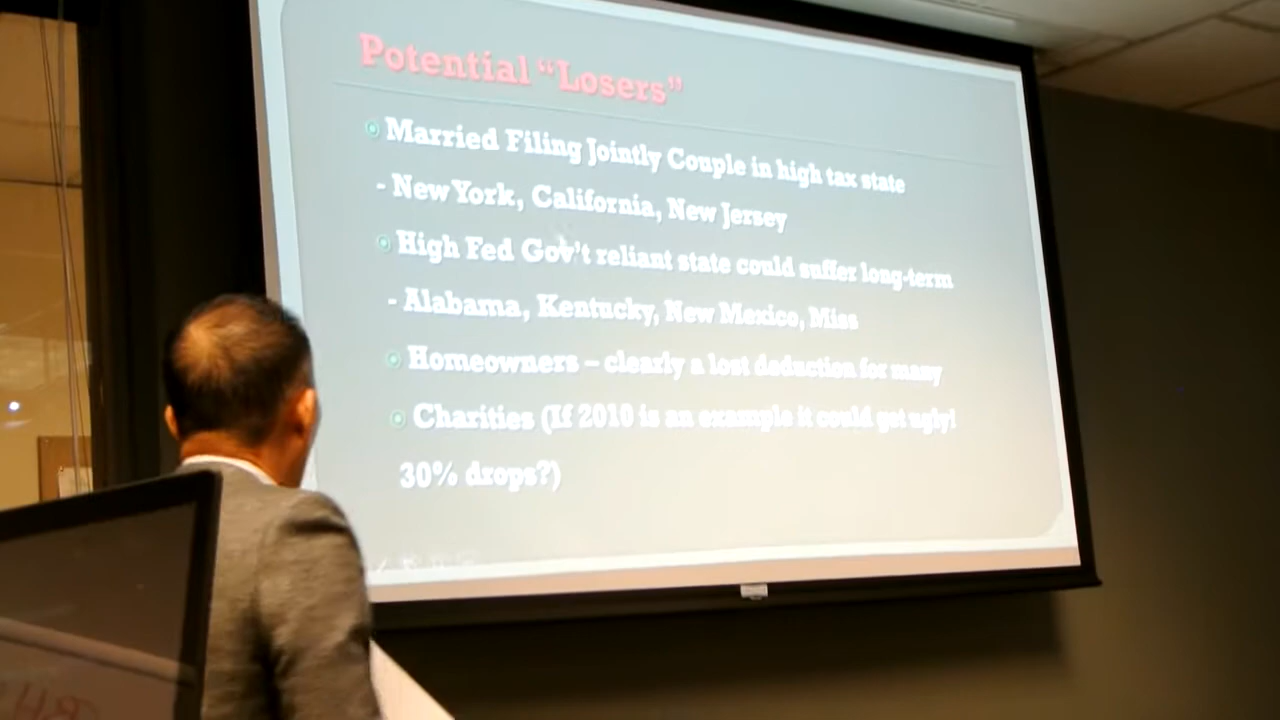 Potential “Losers”
Married Filing Jointly Couple in high tax state
- New York, California, New Jersey
High Fed Gov't reliant state could suffer long-term
- Alabama, Kentucky, New Mexico, Miss
Homeowners – clearly a lost deduction for many
Charities (If 2010 is an example it could get ugly!
30% drops?)